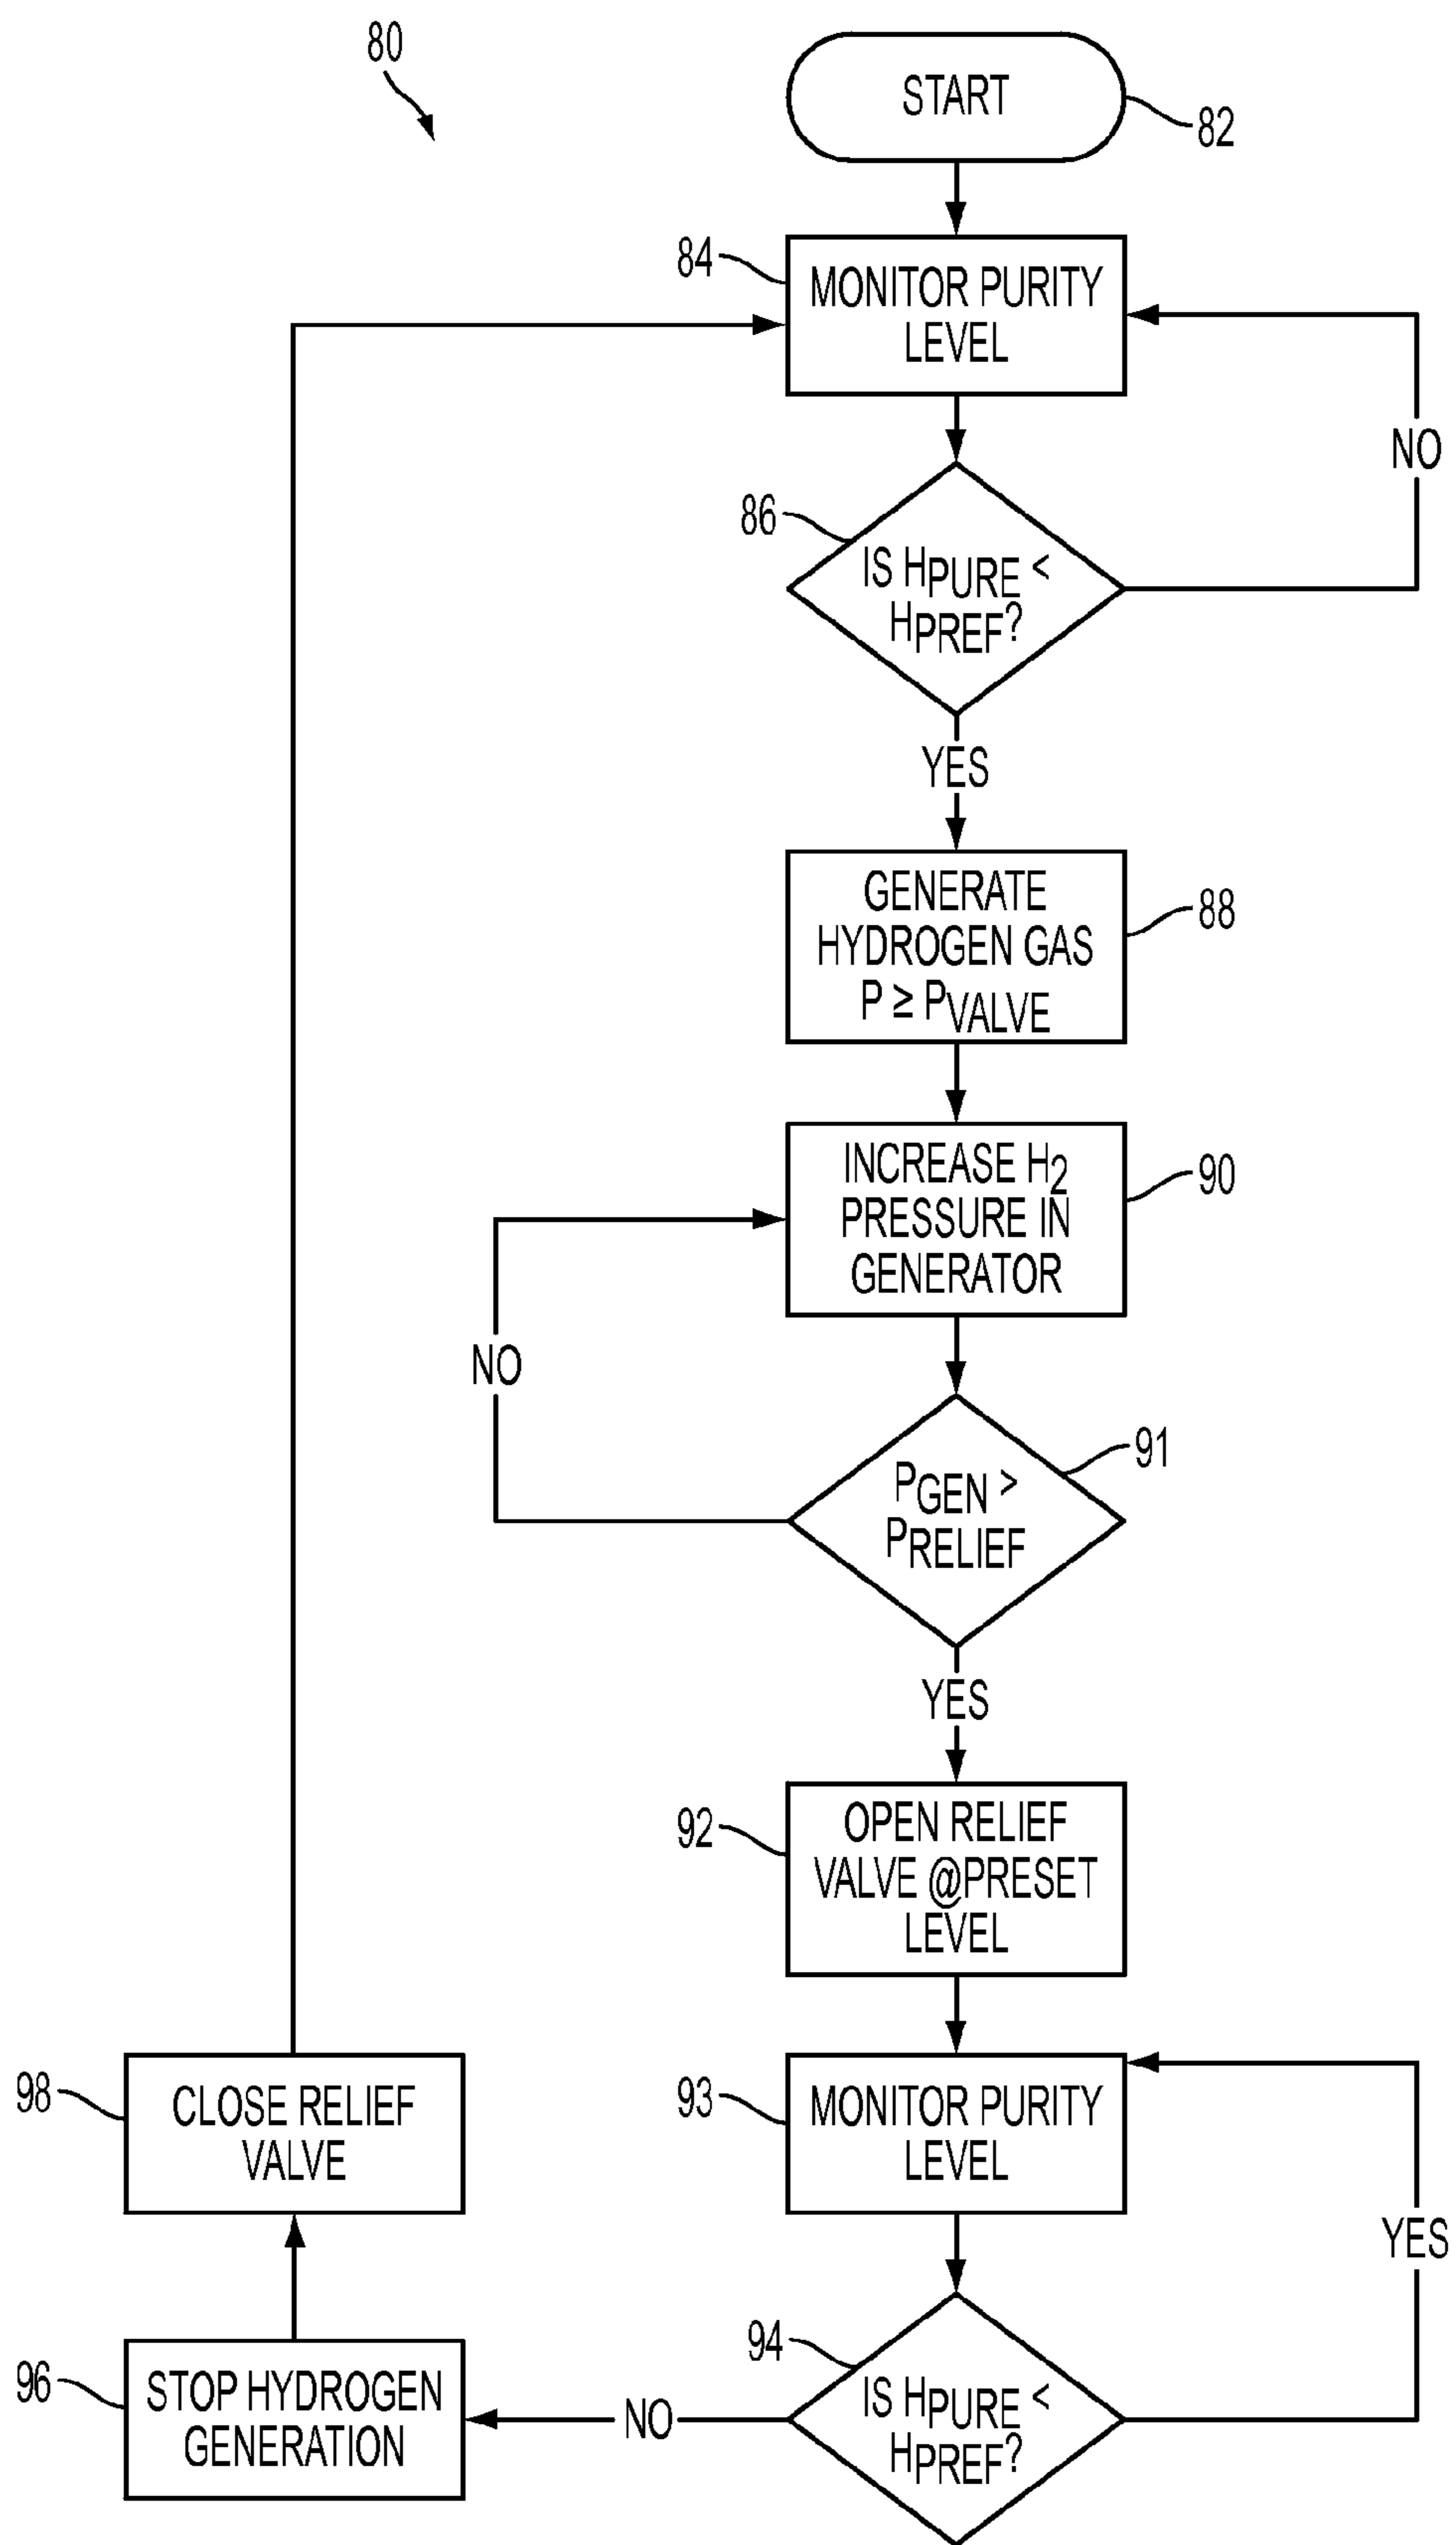 80
START
82
84
MONITOR PURITY
LEVEL
NO
86
IS HPURE <
HPREF?
YES
GENERATE
HYDROGEN GAS
P ≥ PVALVE
88
INCREASE H2
PRESSURE IN
GENERATOR
90
NO
91
PGEN >
PRELIEF
YES
92
OPEN RELIEF
VALVE @PRESET
LEVEL
93
MONITOR PURITY
LEVEL
98
CLOSE RELIEF
VALVE
YES
94
IS HPURE <
HPREF?
NO
96
STOP HYDROGEN
GENERATION